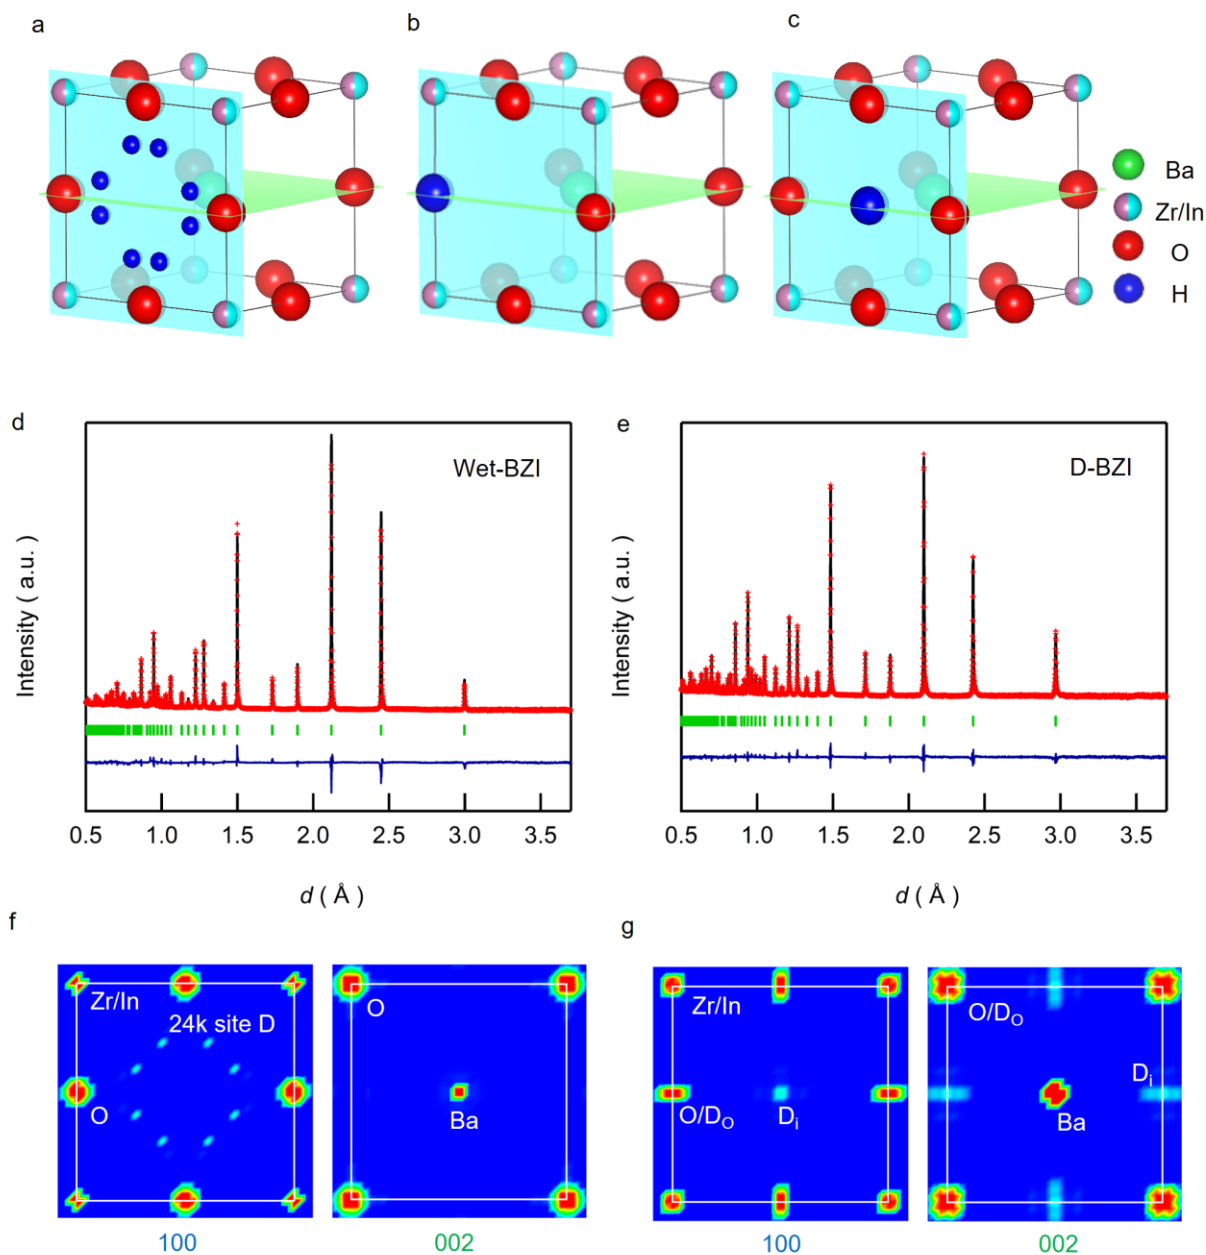 a
b
c
Ba
Zr/In
O
H
d
e
Wet-BZI
D-BZI
Intensity ( a.u. )
Intensity ( a.u. )
0.5 1.0 1.5 2.0 2.5 3.0 3.5
0.5 1.0 1.5 2.0 2.5 3.0 3.5
d ( Å )
d ( Å )
f
g
Zr/In
24k site D
O
O
Ba
Zr/In
O/D_O
D_i
O/D_O
D_i
Ba
100
002
100
002